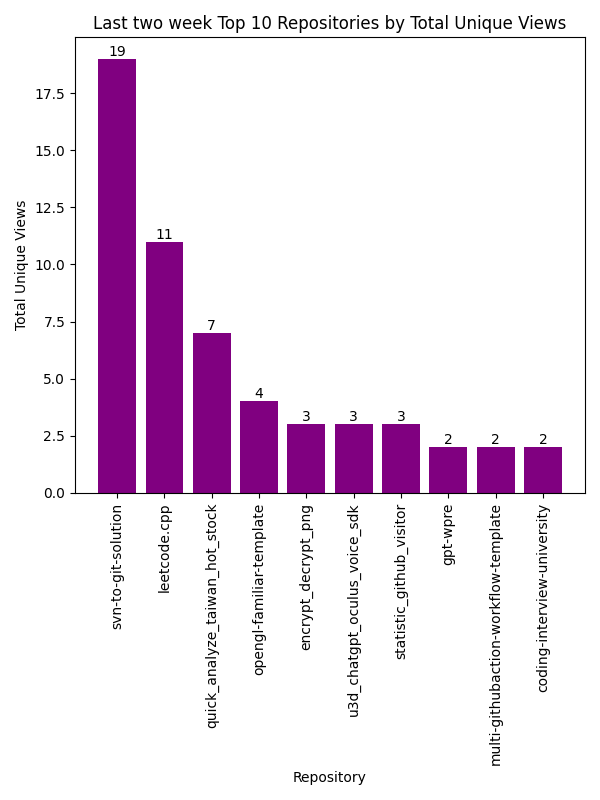 Last two week Top 10 Repositories by Total Unique Views
Total Unique Views
17.5
15.0
12.5
10.0
7.5
5.0
2.5
0.0
19
11
7
4
3
3
3
2
2
2
svn-to-git-solution
leetcode.cpp
quick_analyze_taiwan_hot_stock
opengl-familiar-template
encrypt_decrypt_png
u3d_chatgpt_oculus_voice_sdk
statistic_github_visitor
gpt-wpre
multi-githubaction-workflow-template
coding-interview-university
Repository